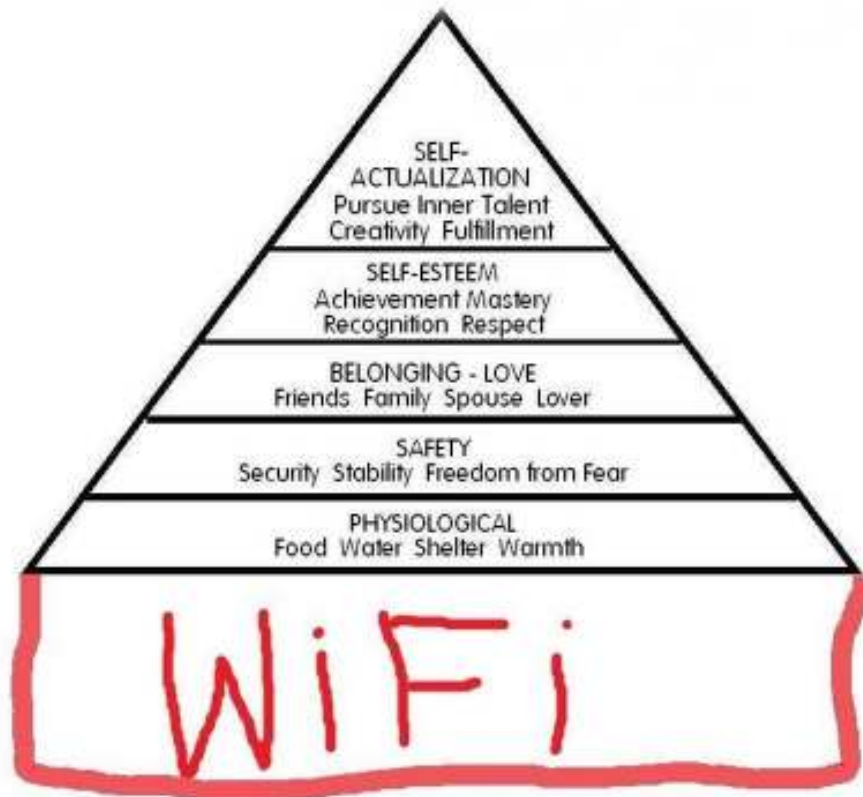 SELF-
ACTUALIZATION
Pursue Inner Talent
Creativity Fulfillment
SELF-ESTEEM
Achievement Mastery
Recognition Respect
BELONGING - LOVE
Friends Family Spouse Lover
SAFETY
Security Stability Freedom from Fear
PHYSIOLOGICAL
Food Water Shelter Warmth
WiFi